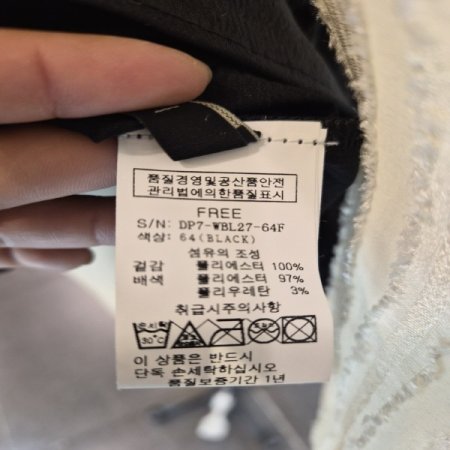 품질경영및공산품안전
관리법에의한품질표시
FREE
S/N: DP7-WBL27-64F
색상: 64(BLACK)
섬유의 조성
겉감 폴리에스터 100%
배색 폴리에스터 97%
폴리우레탄 3%
취급시주의사항
30℃
이 상품은 반드시
단독 손세탁하십시오
품질보증기간 1년